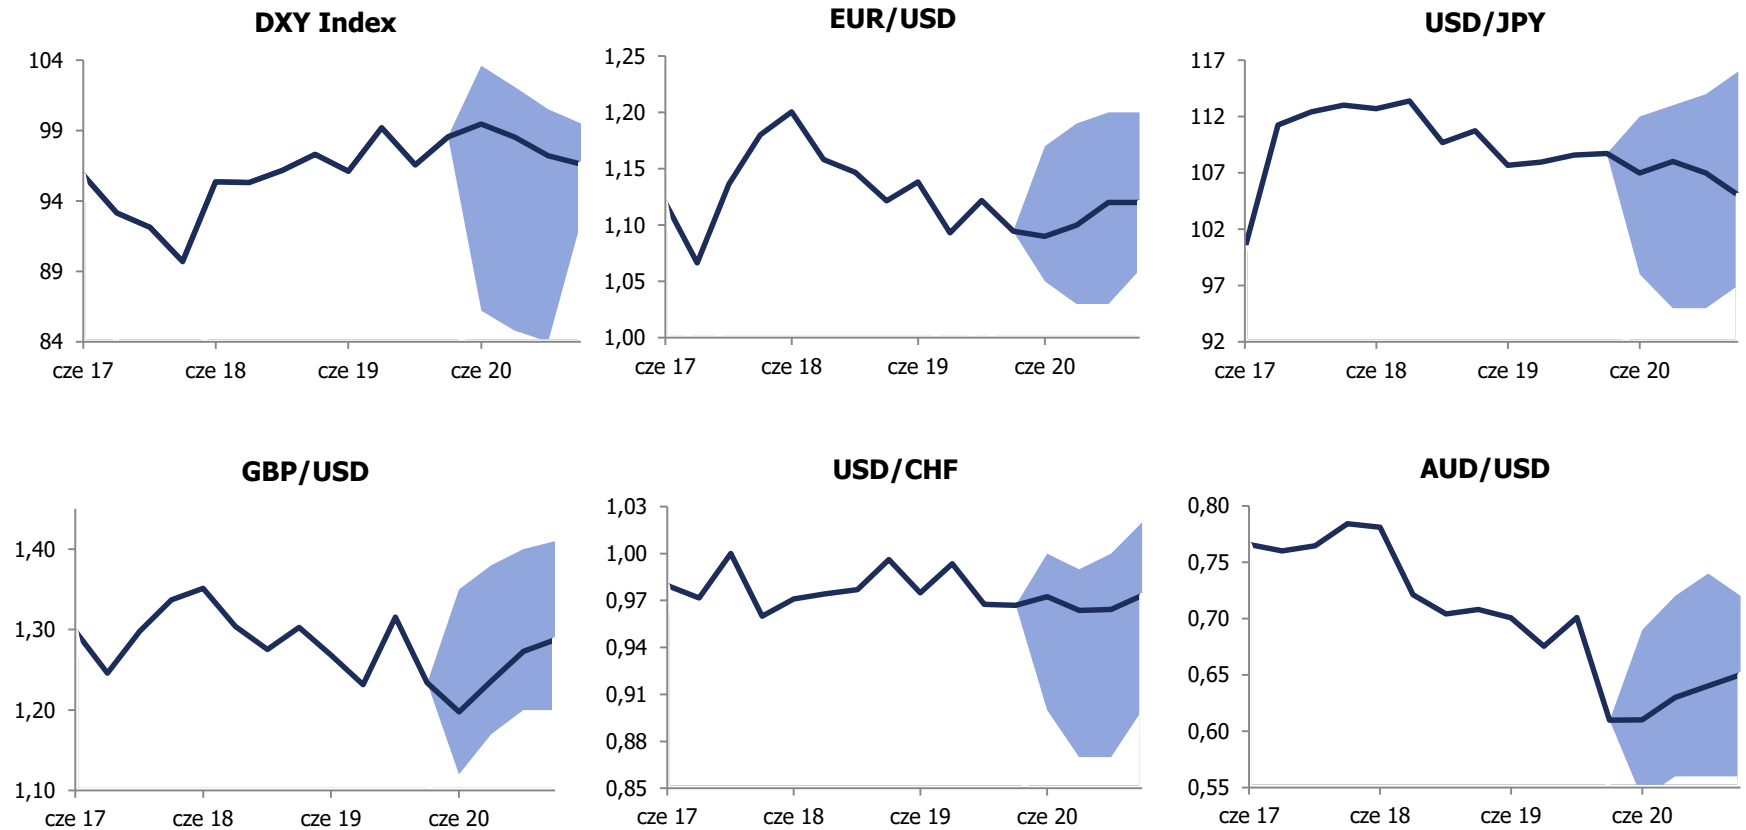 DXY Index
104
99
94
89
84
cze 17
cze 18
cze 19
cze 20
EUR/USD
1,25
1,20
1,15
1,10
1,05
1,00
cze 17
cze 18
cze 19
cze 20
USD/JPY
117
112
107
102
97
92
cze 17
cze 18
cze 19
cze 20
GBP/USD
1,40
1,30
1,20
1,10
cze 17
cze 18
cze 19
cze 20
USD/CHF
1,03
1,00
0,97
0,94
0,91
0,88
0,85
cze 17
cze 18
cze 19
cze 20
AUD/USD
0,80
0,75
0,70
0,65
0,60
0,55
cze 17
cze 18
cze 19
cze 20